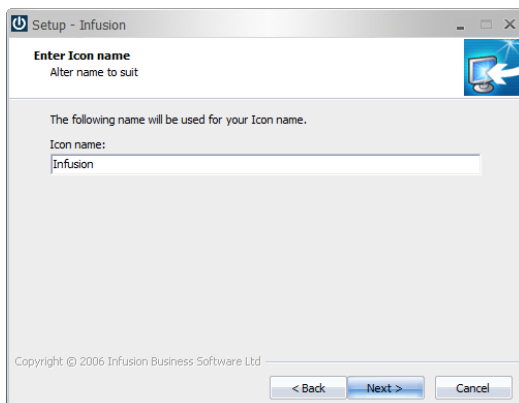 Setup - Infusion
Enter Icon name
Alter name to suit
The following name will be used for your Icon name.
Icon name:
Infusion
Copyright © 2006 Infusion Business Software Ltd
< Back Next > Cancel